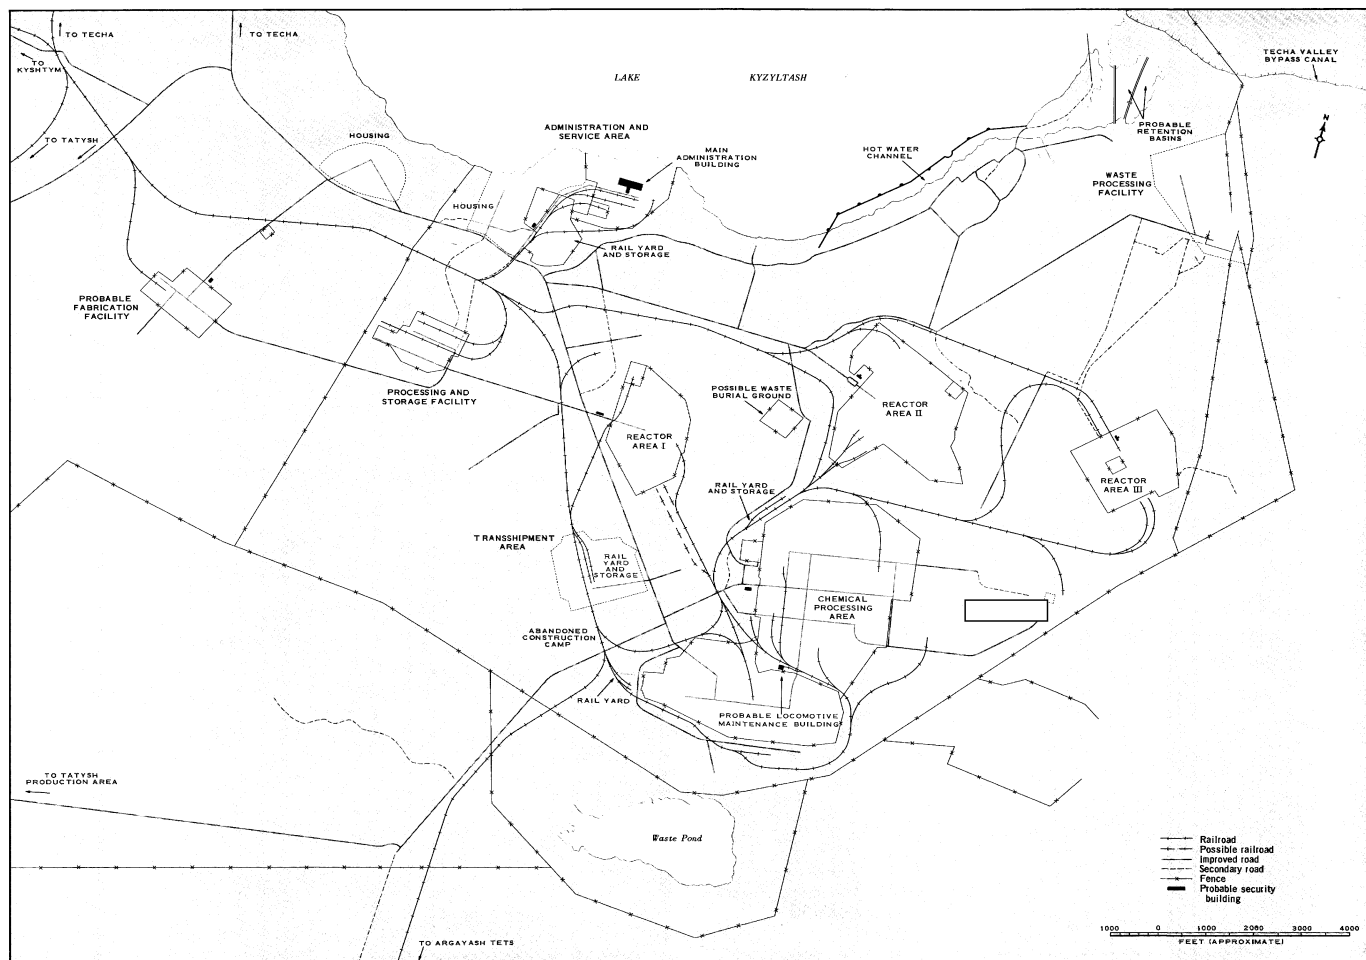 TO TECHA
TO TECHA
TO
KYSHTYM
TO TATYSH
LAKE KYZYLTASH
TECHA VALLEY
BYPASS CANAL
N
HOUSING
ADMINISTRATION AND
SERVICE AREA
MAIN
ADMINISTRATION
BUILDING
HOT WATER
CHANNEL
PROBABLE
RETENTION
BASINS
WASTE
PROCESSING
FACILITY
HOUSING
RAIL YARD
AND STORAGE
PROBABLE
FABRICATION
FACILITY
PROCESSING AND
STORAGE FACILITY
POSSIBLE WASTE
BURIAL GROUND
REACTOR
AREA II
REACTOR
AREA I
REACTOR
AREA III
RAIL YARD
AND STORAGE
TRANSSHIPMENT
AREA
RAIL
YARD
AND
STORAGE
CHEMICAL
PROCESSING
AREA
ABANDONED
CONSTRUCTION
CAMP
RAIL YARD
PROBABLE LOCOMOTIVE
MAINTENANCE BUILDING
TO TATYSH
PRODUCTION AREA
Waste Pond
TO ARGAYASH TETS
Railroad
Possible railroad
Improved road
Secondary road
Fence
Probable security
building
1000 0 1000 2000 3000 4000
FEET (APPROXIMATE)